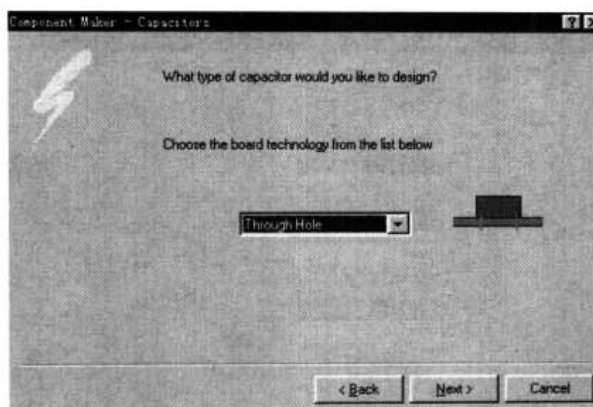 Component Maker - Capacitors
What type of capacitor would you like to design?
Choose the board technology from the list below
Through Hole
< Back
Next >
Cancel